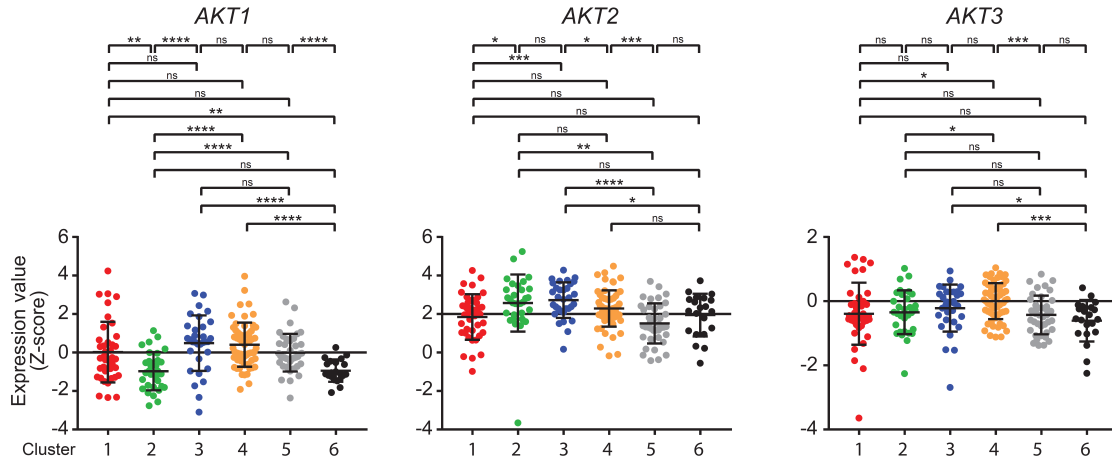 AKT1 AKT2 AKT3
** **** ns ns **** * ns * *** ns ns ns ns *** ns
ns *** ns
ns ns *
ns ns ns
** ns ns
**** ns *
**** ** ns
ns ns ns
ns **** ns
**** * *
**** ns ***
6 6 2
4 4
2 2 0
0 0 -2
-2 -2
-4 -4 -4
Expression value
(Z-score)
Cluster 1 2 3 4 5 6 1 2 3 4 5 6 1 2 3 4 5 6